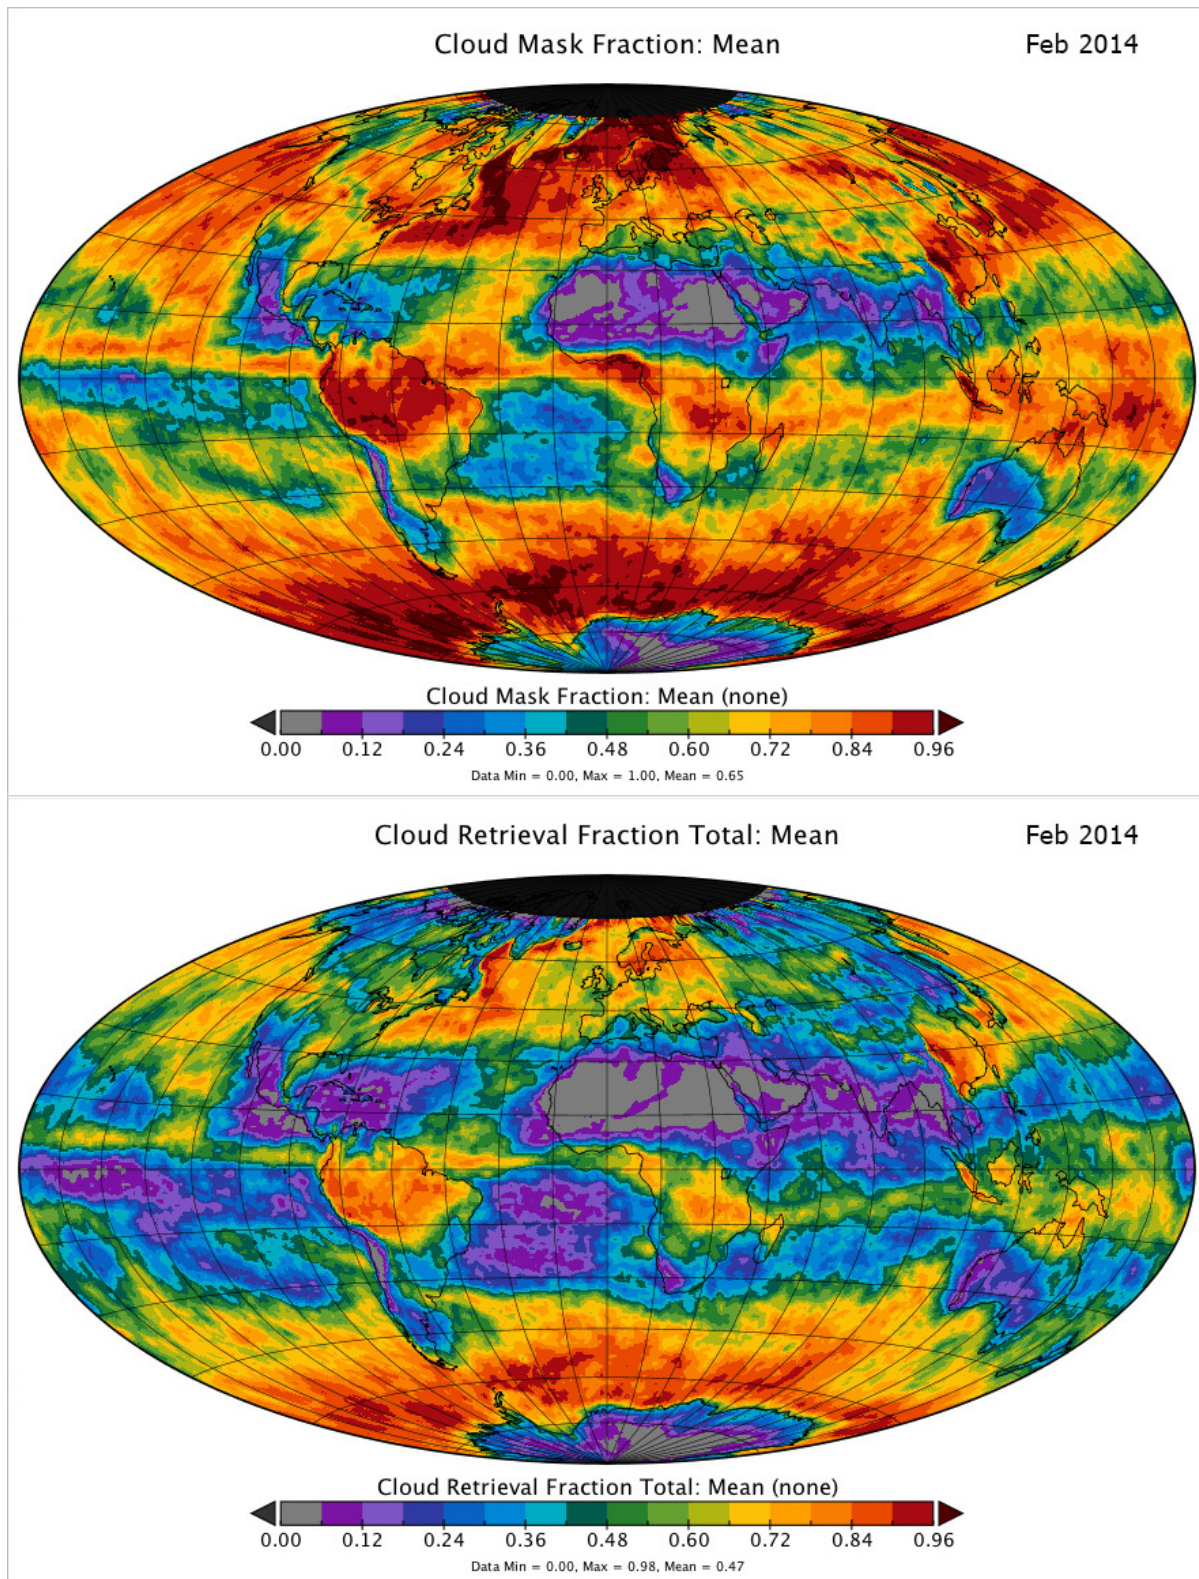 Cloud Mask Fraction: Mean Feb 2014
Cloud Mask Fraction: Mean (none)
0.00 0.12 0.24 0.36 0.48 0.60 0.72 0.84 0.96
Data Min = 0.00, Max = 1.00, Mean = 0.65
Cloud Retrieval Fraction Total: Mean Feb 2014
Cloud Retrieval Fraction Total: Mean (none)
0.00 0.12 0.24 0.36 0.48 0.60 0.72 0.84 0.96
Data Min = 0.00, Max = 0.98, Mean = 0.47